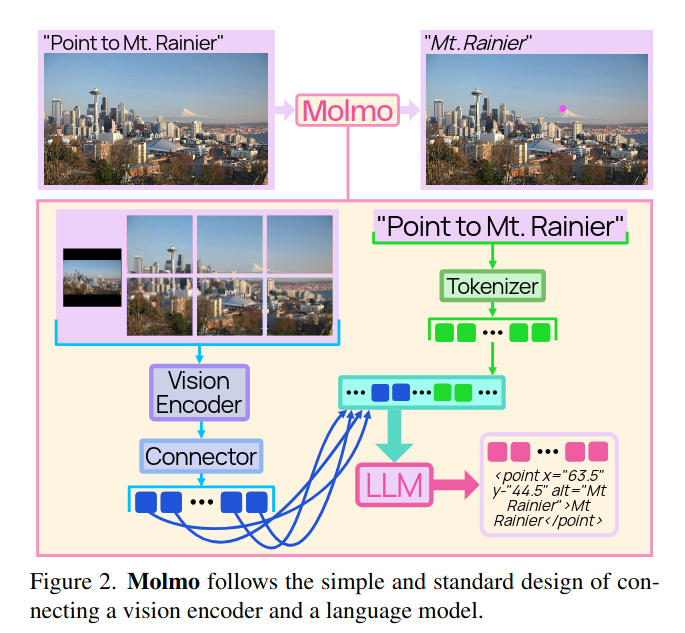 "Point to Mt. Rainier"
"Mt. Rainier"
Molmo
"Point to Mt. Rainier"
Tokenizer
•••
Vision
Encoder
••• •••
•••
Connector
•••
LLM
•••
<point x="63.5"
y-"44.5" alt="Mt
Rainier" >Mt
Rainier</point>
Figure 2. Molmo follows the simple and standard design of con-
necting a vision encoder and a language model.